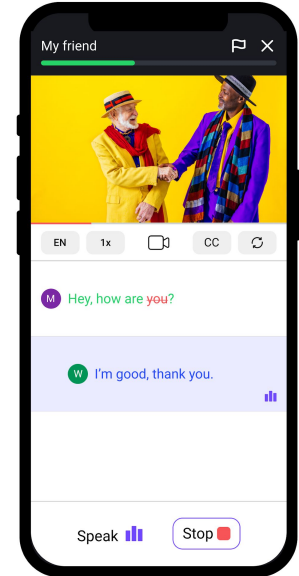 My friend
EN 1x CC
M Hey, how are you?
W I'm good, thank you.
Speak Stop